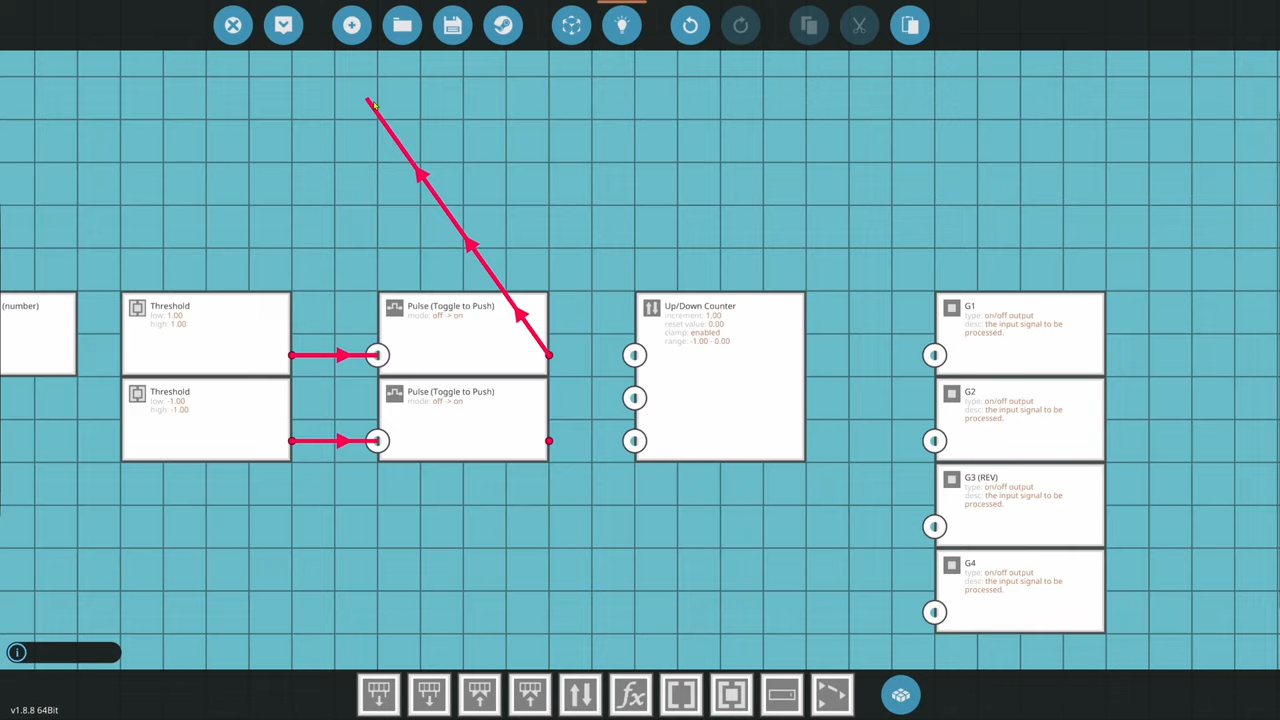 (number)
Threshold
low: 1.00
high: 1.00
Threshold
low: -1.00
high: -1.00
Pulse (Toggle to Push)
mode: off -> on
Pulse (Toggle to Push)
mode: off -> on
Up/Down Counter
increment: 1.00
reset value: 0.00
clamp: enabled
range: -1.00 - 0.00
G1
type: on/off output
desc: the input signal to be
processed.
G2
type: on/off output
desc: the input signal to be
processed.
G3 (REV)
type: on/off output
desc: the input signal to be
processed.
G4
type: on/off output
desc: the input signal to be
processed.
fx
v1.8.8 64Bit